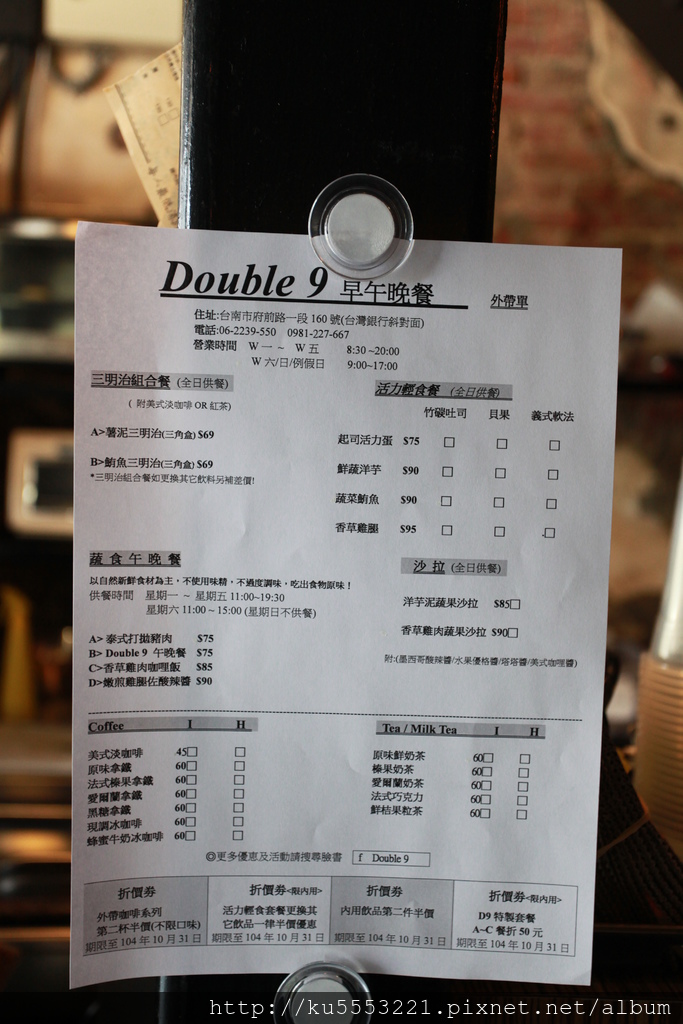 Double 9 早午晚餐 外帶單
住址:台南市府前路一段 160 號(台灣銀行斜對面)
電話:06-2239-550 0981-227-667
營業時間 W 一 ~ W 五 8:30 ~20:00
W 六/日/例假日 9:00~17:00
三明治組合餐 (全日供餐)
( 附美式淡咖啡 OR 紅茶)
A>薯泥三明治(三角盒) $69
B>鮪魚三明治(三角盒) $69
*三明治組合餐如更換其它飲料另補差價!
活力輕食餐 (全日供餐)
竹碳吐司 貝果 義式軟法
起司活力蛋 $75 □ □ □
鮮蔬洋芋 $90 □ □ □
蔬菜鮪魚 $90 □ □ □
香草雞腿 $95 □ □ □
蔬食午晚餐
以自然新鮮食材為主，不使用味精，不過度調味，吃出食物原味！
供餐時間 星期一 ~ 星期五 11:00~19:30
星期六 11:00 ~ 15:00 (星期日不供餐)
A> 泰式打拋豬肉 $75
B> Double 9 午晚餐 $75
C>香草雞肉咖哩飯 $85
D>嫩煎雞腿佐酸辣醬 $90
沙拉 (全日供餐)
洋芋泥蔬果沙拉 $85□
香草雞肉蔬果沙拉 $90□
附:(墨西哥酸辣醬/水果優格醬/塔塔醬/美式咖哩醬)
Coffee I H
美式淡咖啡 45□ □
原味拿鐵 60□ □
法式榛果拿鐵 60□ □
愛爾蘭拿鐵 60□ □
黑糖拿鐵 60□ □
現調冰咖啡 60□ □
蜂蜜牛奶冰咖啡 60□ □
Tea / Milk Tea I H
原味鮮奶茶 60□ □
榛果奶茶 60□ □
愛爾蘭奶茶 60□ □
法式巧克力 60□ □
鮮桔果粒茶 60□ □
◎更多優惠及活動請搜尋臉書 f Double 9
折價券
外帶咖啡系列
第二杯半價(不限口味)
期限至 104 年 10 月 31 日
折價券<限內用>
活力輕食套餐更換其
它飲品一律半價優惠
期限至 104 年 10 月 31 日
折價券
內用飲品第二件半價
期限至 104 年 10 月 31 日
折價券<限內用>
D9 特製套餐
A~C 餐折 50 元
期限至 104 年 10 月 31 日
http://ku5553221.pixnet.net/album